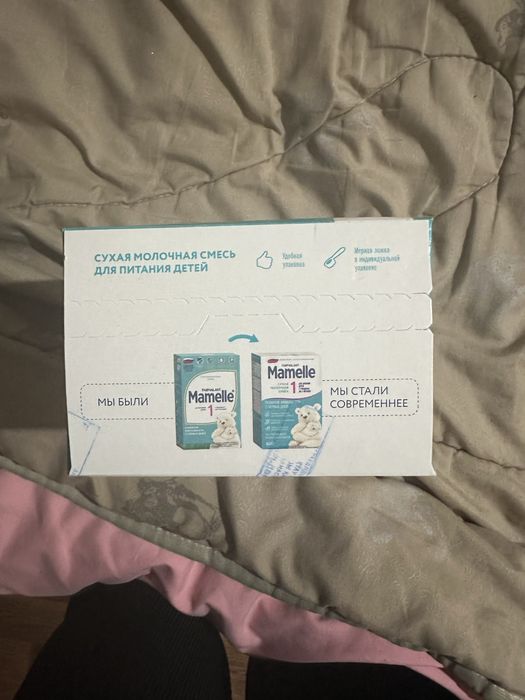 СУХАЯ МОЛОЧНАЯ СМЕСЬ
ДЛЯ ПИТАНИЯ ДЕТЕЙ
Удобная
упаковка
Мерная ложка
в индивидуальной
упаковке
МЫ БЫЛИ
Mamelle
1
Mamelle
1
МЫ СТАЛИ
СОВРЕМЕННЕЕ